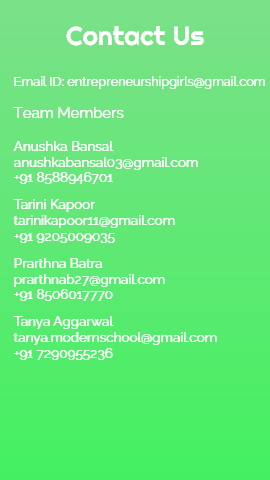 Contact Us
Email ID: entrepreneurshipgirls@gmail.com
Team Members
Anushka Bansal
anushkabansal03@gmail.com
+91 8588946701
Tarini Kapoor
tarinikapoor11@gmail.com
+91 9205009035
Prarthna Batra
prarthnab27@gmail.com
+91 8506017770
Tanya Aggarwal
tanya.modernschool@gmail.com
+91 7290955236